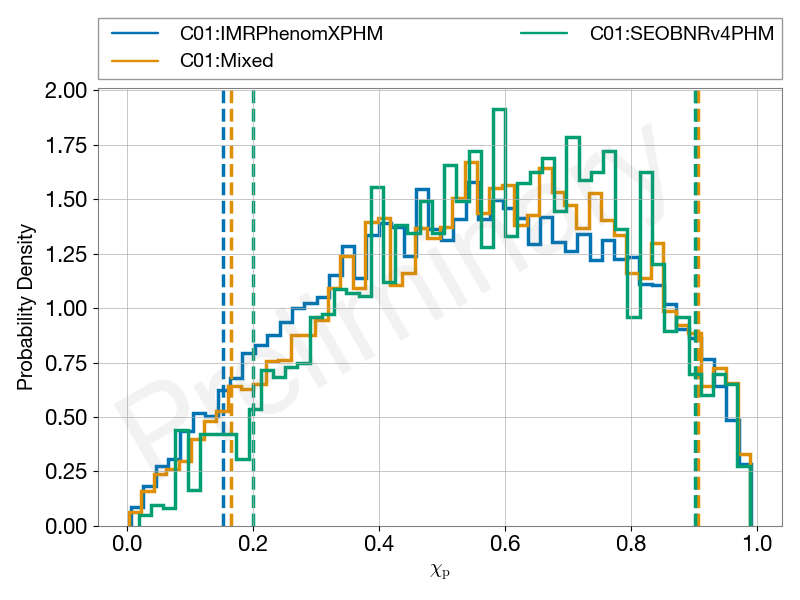 C01:IMRPhenomXPHM
C01:Mixed
C01:SEOBNRv4PHM
2.00
1.75
1.50
1.25
1.00
0.75
0.50
0.25
0.00
Probability Density
Preliminary
0.0 0.2 0.4 0.6 0.8 1.0
χp